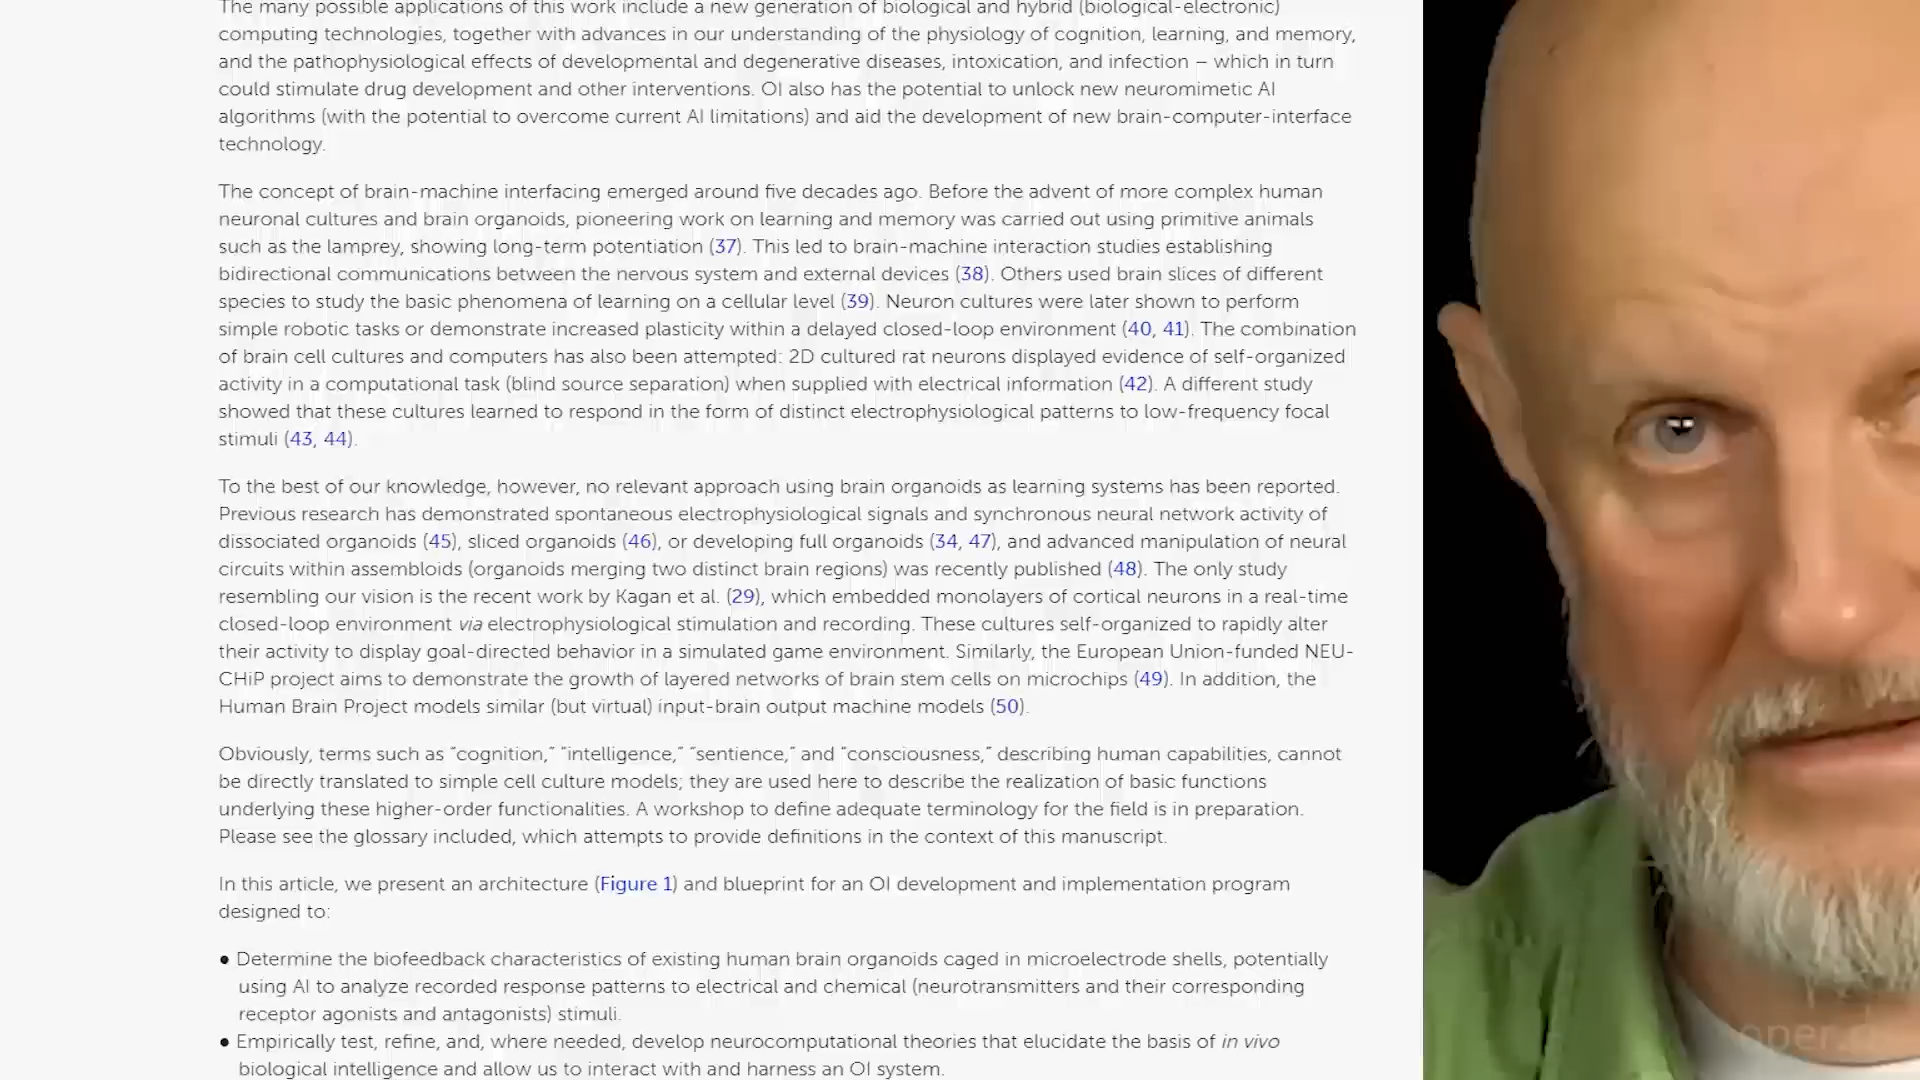 The many possible applications of this work include a new generation of biological and hybrid (biological-electronic)
computing technologies, together with advances in our understanding of the physiology of cognition, learning, and memory,
and the pathophysiological effects of developmental and degenerative diseases, intoxication, and infection – which in turn
could stimulate drug development and other interventions. OI also has the potential to unlock new neuromimetic AI
algorithms (with the potential to overcome current AI limitations) and aid the development of new brain-computer-interface
technology.
The concept of brain-machine interfacing emerged around five decades ago. Before the advent of more complex human
neuronal cultures and brain organoids, pioneering work on learning and memory was carried out using primitive animals
such as the lamprey, showing long-term potentiation (37). This led to brain-machine interaction studies establishing
bidirectional communications between the nervous system and external devices (38). Others used brain slices of different
species to study the basic phenomena of learning on a cellular level (39). Neuron cultures were later shown to perform
simple robotic tasks or demonstrate increased plasticity within a delayed closed-loop environment (40, 41). The combination
of brain cell cultures and computers has also been attempted: 2D cultured rat neurons displayed evidence of self-organized
activity in a computational task (blind source separation) when supplied with electrical information (42). A different study
showed that these cultures learned to respond in the form of distinct electrophysiological patterns to low-frequency focal
stimuli (43, 44).
To the best of our knowledge, however, no relevant approach using brain organoids as learning systems has been reported.
Previous research has demonstrated spontaneous electrophysiological signals and synchronous neural network activity of
dissociated organoids (45), sliced organoids (46), or developing full organoids (34, 47), and advanced manipulation of neural
circuits within assembloids (organoids merging two distinct brain regions) was recently published (48). The only study
resembling our vision is the recent work by Kagan et al. (29), which embedded monolayers of cortical neurons in a real-time
closed-loop environment via electrophysiological stimulation and recording. These cultures self-organized to rapidly alter
their activity to display goal-directed behavior in a simulated game environment. Similarly, the European Union-funded NEU-
CHiP project aims to demonstrate the growth of layered networks of brain stem cells on microchips (49). In addition, the
Human Brain Project models similar (but virtual) input-brain output machine models (50).
Obviously, terms such as “cognition,” “intelligence,” “sentience,” and “consciousness,” describing human capabilities, cannot
be directly translated to simple cell culture models; they are used here to describe the realization of basic functions
underlying these higher-order functionalities. A workshop to define adequate terminology for the field is in preparation.
Please see the glossary included, which attempts to provide definitions in the context of this manuscript.
In this article, we present an architecture (Figure 1) and blueprint for an OI development and implementation program
designed to:
● Determine the biofeedback characteristics of existing human brain organoids caged in microelectrode shells, potentially
using AI to analyze recorded response patterns to electrical and chemical (neurotransmitters and their corresponding
receptor agonists and antagonists) stimuli.
● Empirically test, refine, and, where needed, develop neurocomputational theories that elucidate the basis of in vivo
biological intelligence and allow us to interact with and harness an OI system.